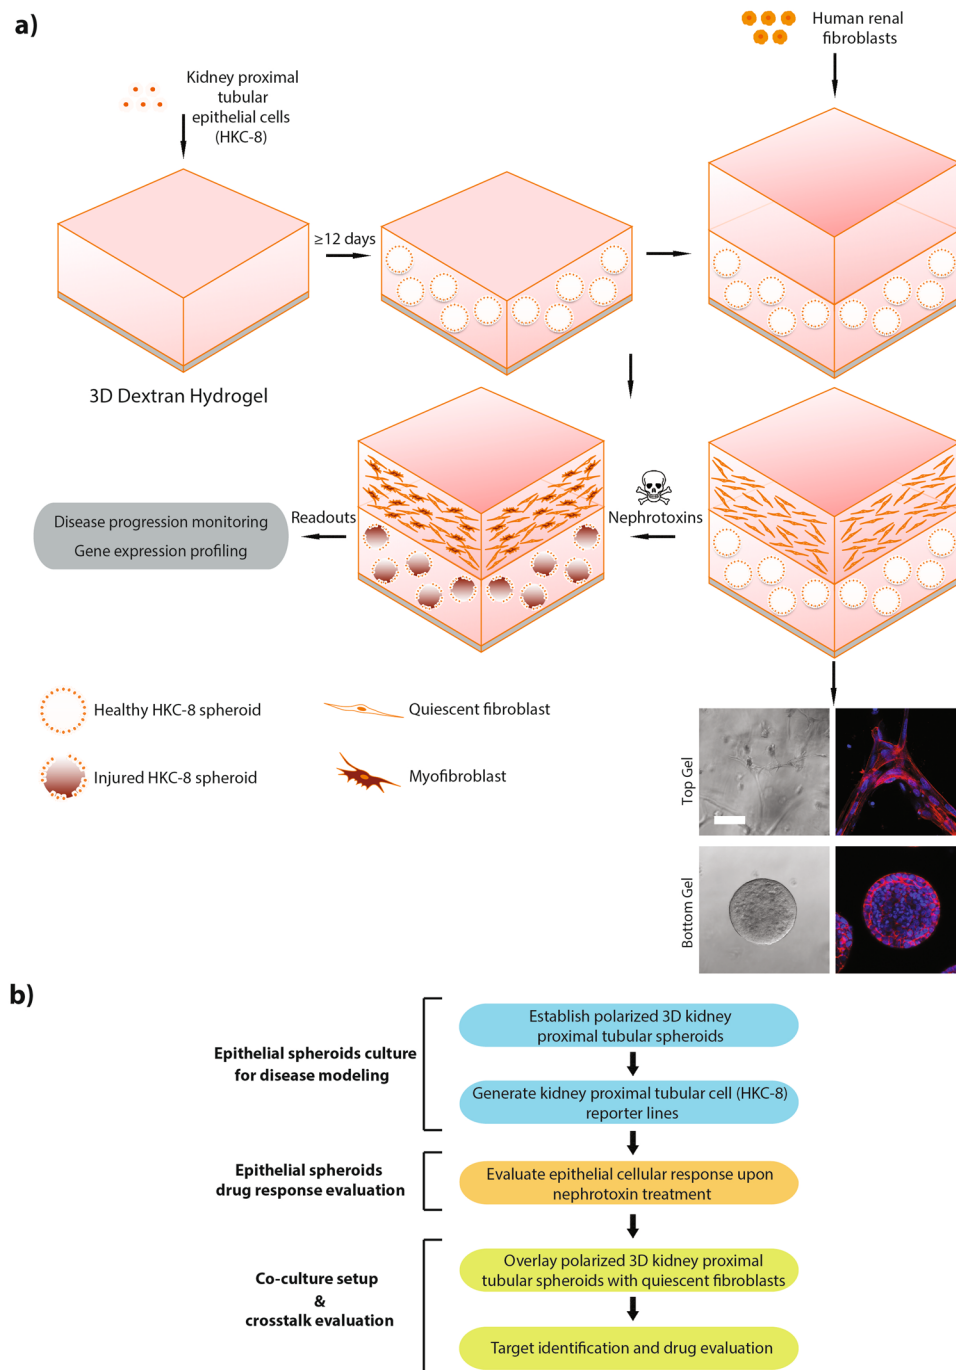 a)
Human renal
fibroblasts
Kidney proximal
tubular
epithelial cells
(HKC-8)
≥12 days
3D Dextran Hydrogel
Nephrotoxins
Readouts
Disease progression monitoring
Gene expression profiling
Healthy HKC-8 spheroid
Quiescent fibroblast
Injured HKC-8 spheroid
Myofibroblast
Top Gel
Bottom Gel
b)
Epithelial spheroids culture
for disease modeling
Establish polarized 3D kidney
proximal tubular spheroids
Generate kidney proximal tubular cell (HKC-8)
reporter lines
Epithelial spheroids
drug response evaluation
Evaluate epithelial cellular response upon
nephrotoxin treatment
Co-culture setup
&
crosstalk evaluation
Overlay polarized 3D kidney proximal
tubular spheroids with quiescent fibroblasts
Target identification and drug evaluation